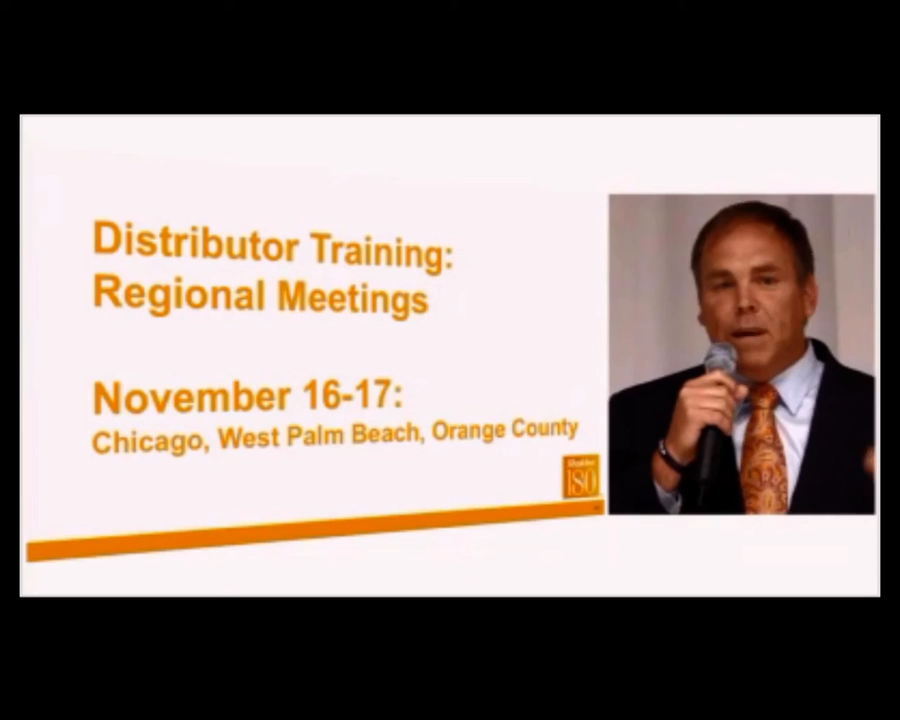 Distributor Training:
Regional Meetings
November 16-17:
Chicago, West Palm Beach, Orange County
180